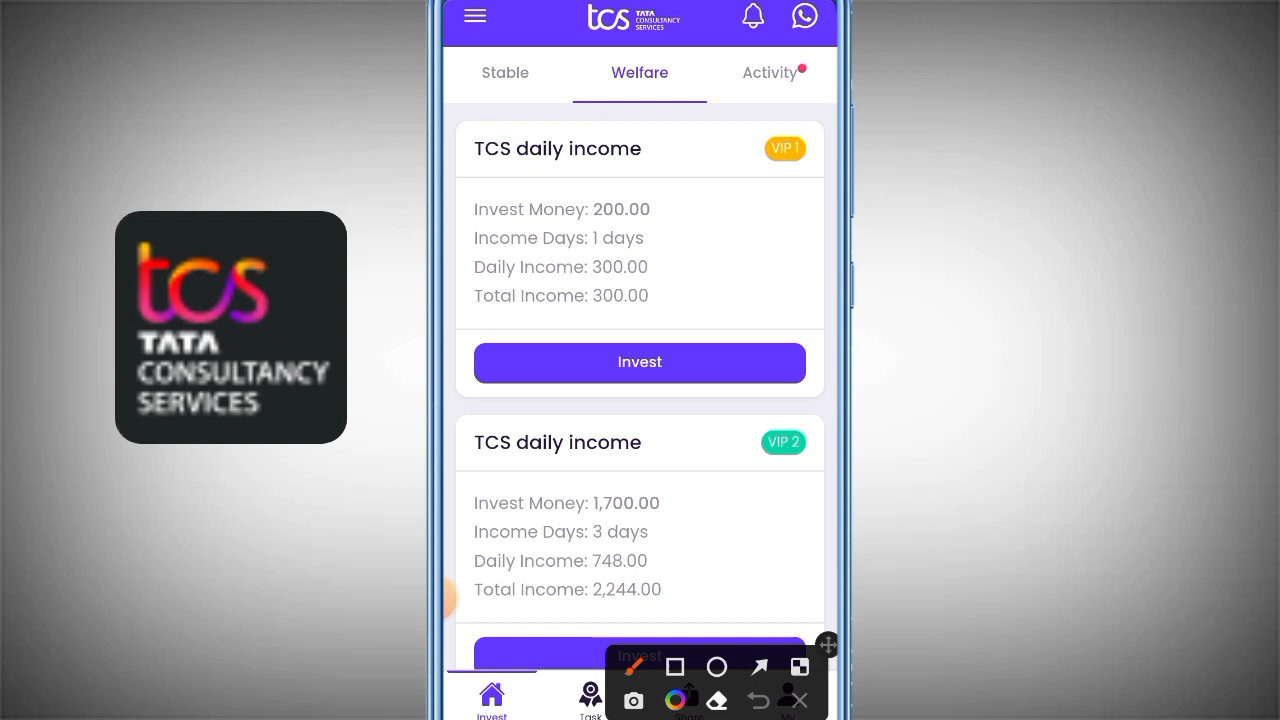 tcs TATA CONSULTANCY SERVICES
Stable Welfare Activity
tcs
TATA
CONSULTANCY
SERVICES
TCS daily income VIP 1
Invest Money: 200.00
Income Days: 1 days
Daily Income: 300.00
Total Income: 300.00
Invest
TCS daily income VIP 2
Invest Money: 1,700.00
Income Days: 3 days
Daily Income: 748.00
Total Income: 2,244.00
Invest
Invest Task Share My